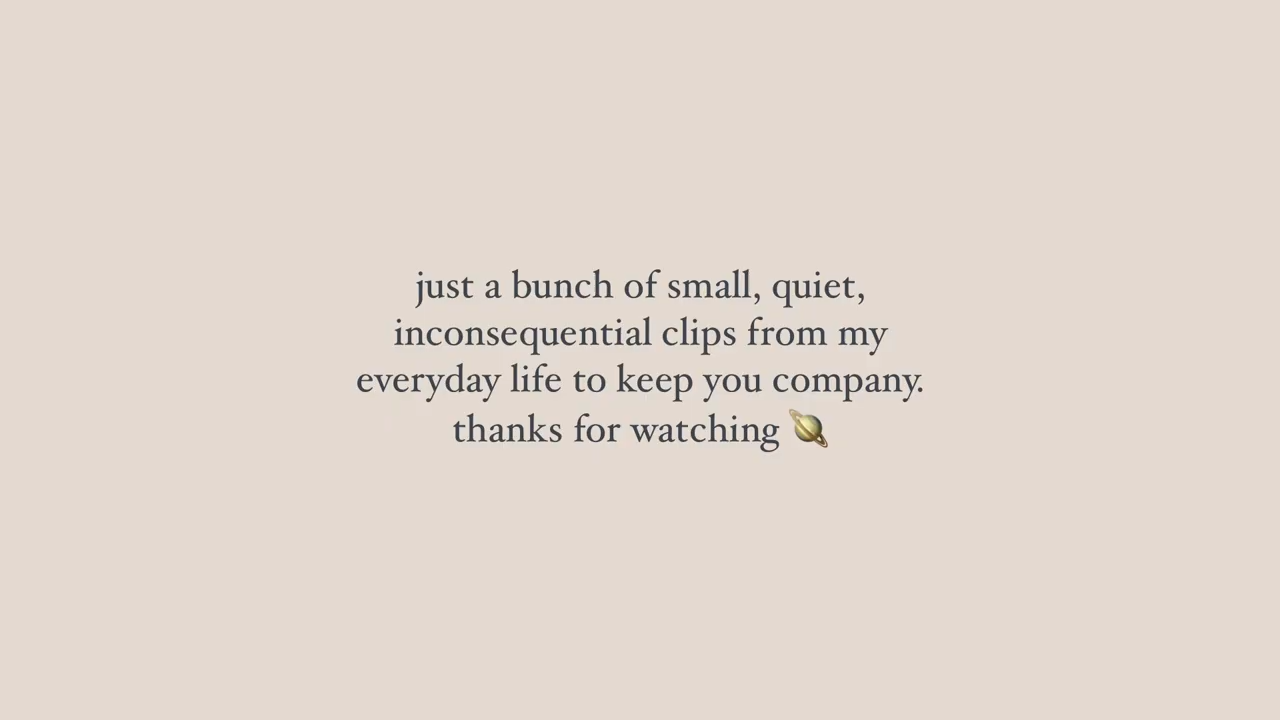 just a bunch of small, quiet,
inconsequential clips from my
everyday life to keep you company.
thanks for watching 🪐